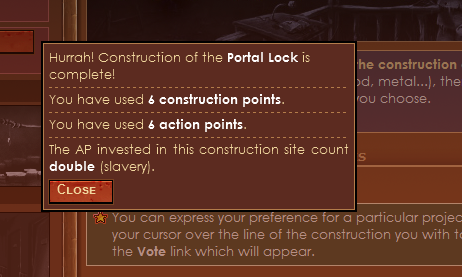 Hurrah! Construction of the Portal Lock is
complete!
You have used 6 construction points.
You have used 6 action points.
The AP invested in this construction site count
double (slavery).
CLOSE
the construction
od, metal...), the
you choose.
s
You can express your preference for a particular projec
your cursor over the line of the construction you with to
the Vote link which will appear.